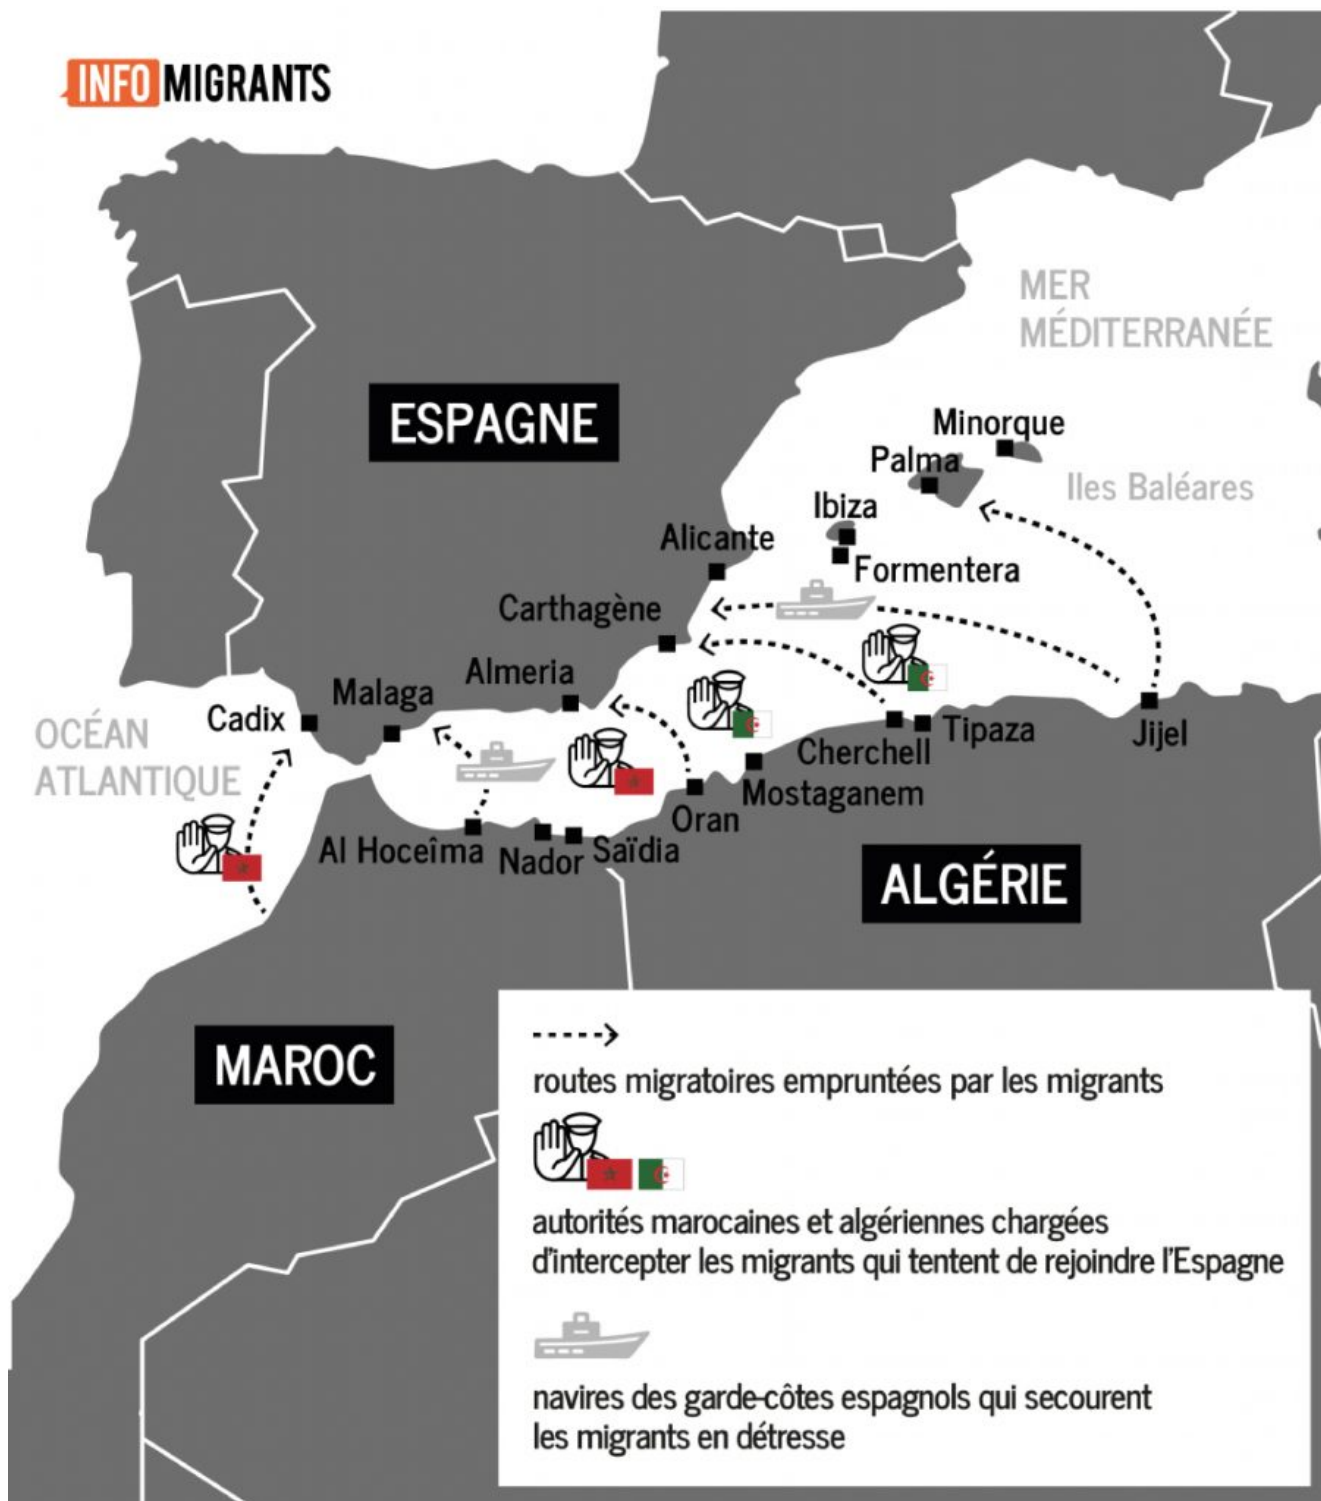 INFO MIGRANTS
MER
MÉDITERRANÉE
ESPAGNE
Minorque
Palma
Iles Baléares
Ibiza
Alicante
Formentera
Carthagène
Almeria
Malaga
Cadix
OCÉAN
ATLANTIQUE
Tipaza
Jijel
Cherchell
Mostaganem
Oran
Al Hoceîma
Nador
Saïdia
ALGÉRIE
MAROC
routes migratoires empruntées par les migrants
autorités marocaines et algériennes chargées
d'intercepter les migrants qui tentent de rejoindre l'Espagne
navires des garde-côtes espagnols qui secourent
les migrants en détresse